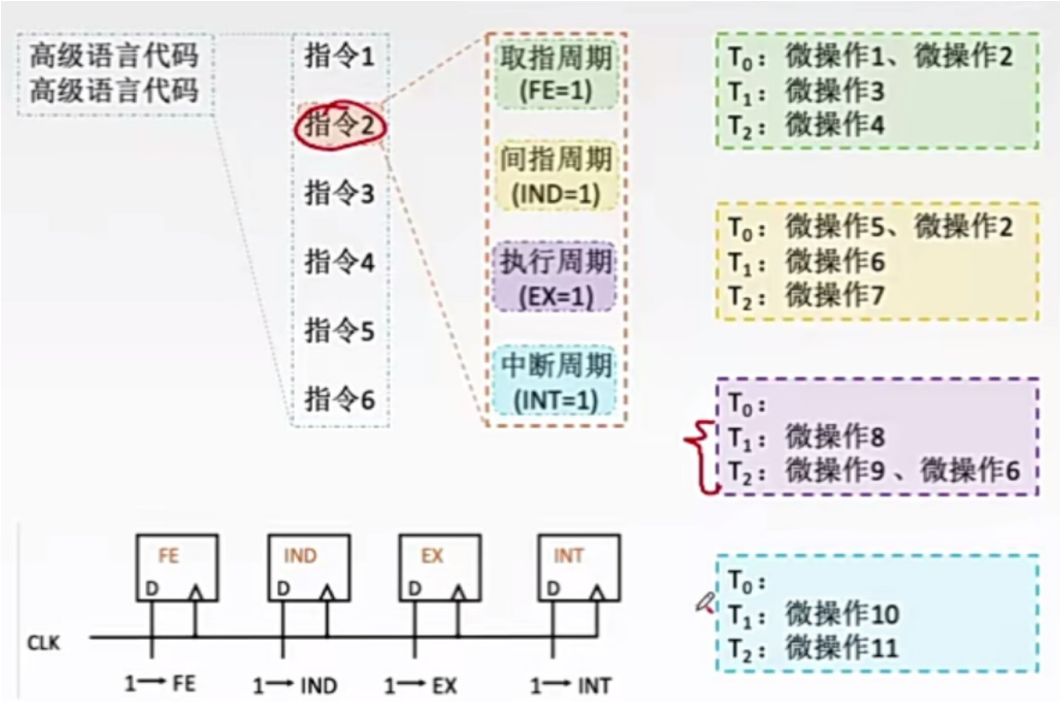 高级语言代码
高级语言代码
指令1
指令2
指令3
指令4
指令5
指令6
取指周期
(FE=1)
间指周期
(IND=1)
执行周期
(EX=1)
中断周期
(INT=1)
T₀：微操作1、微操作2
T₁：微操作3
T₂：微操作4
T₀：微操作5、微操作2
T₁：微操作6
T₂：微操作7
T₀：
T₁：微操作8
T₂：微操作9、微操作6
T₀：
T₁：微操作10
T₂：微操作11
FE
D
IND
D
EX
D
INT
D
CLK
1→FE
1→IND
1→EX
1→INT